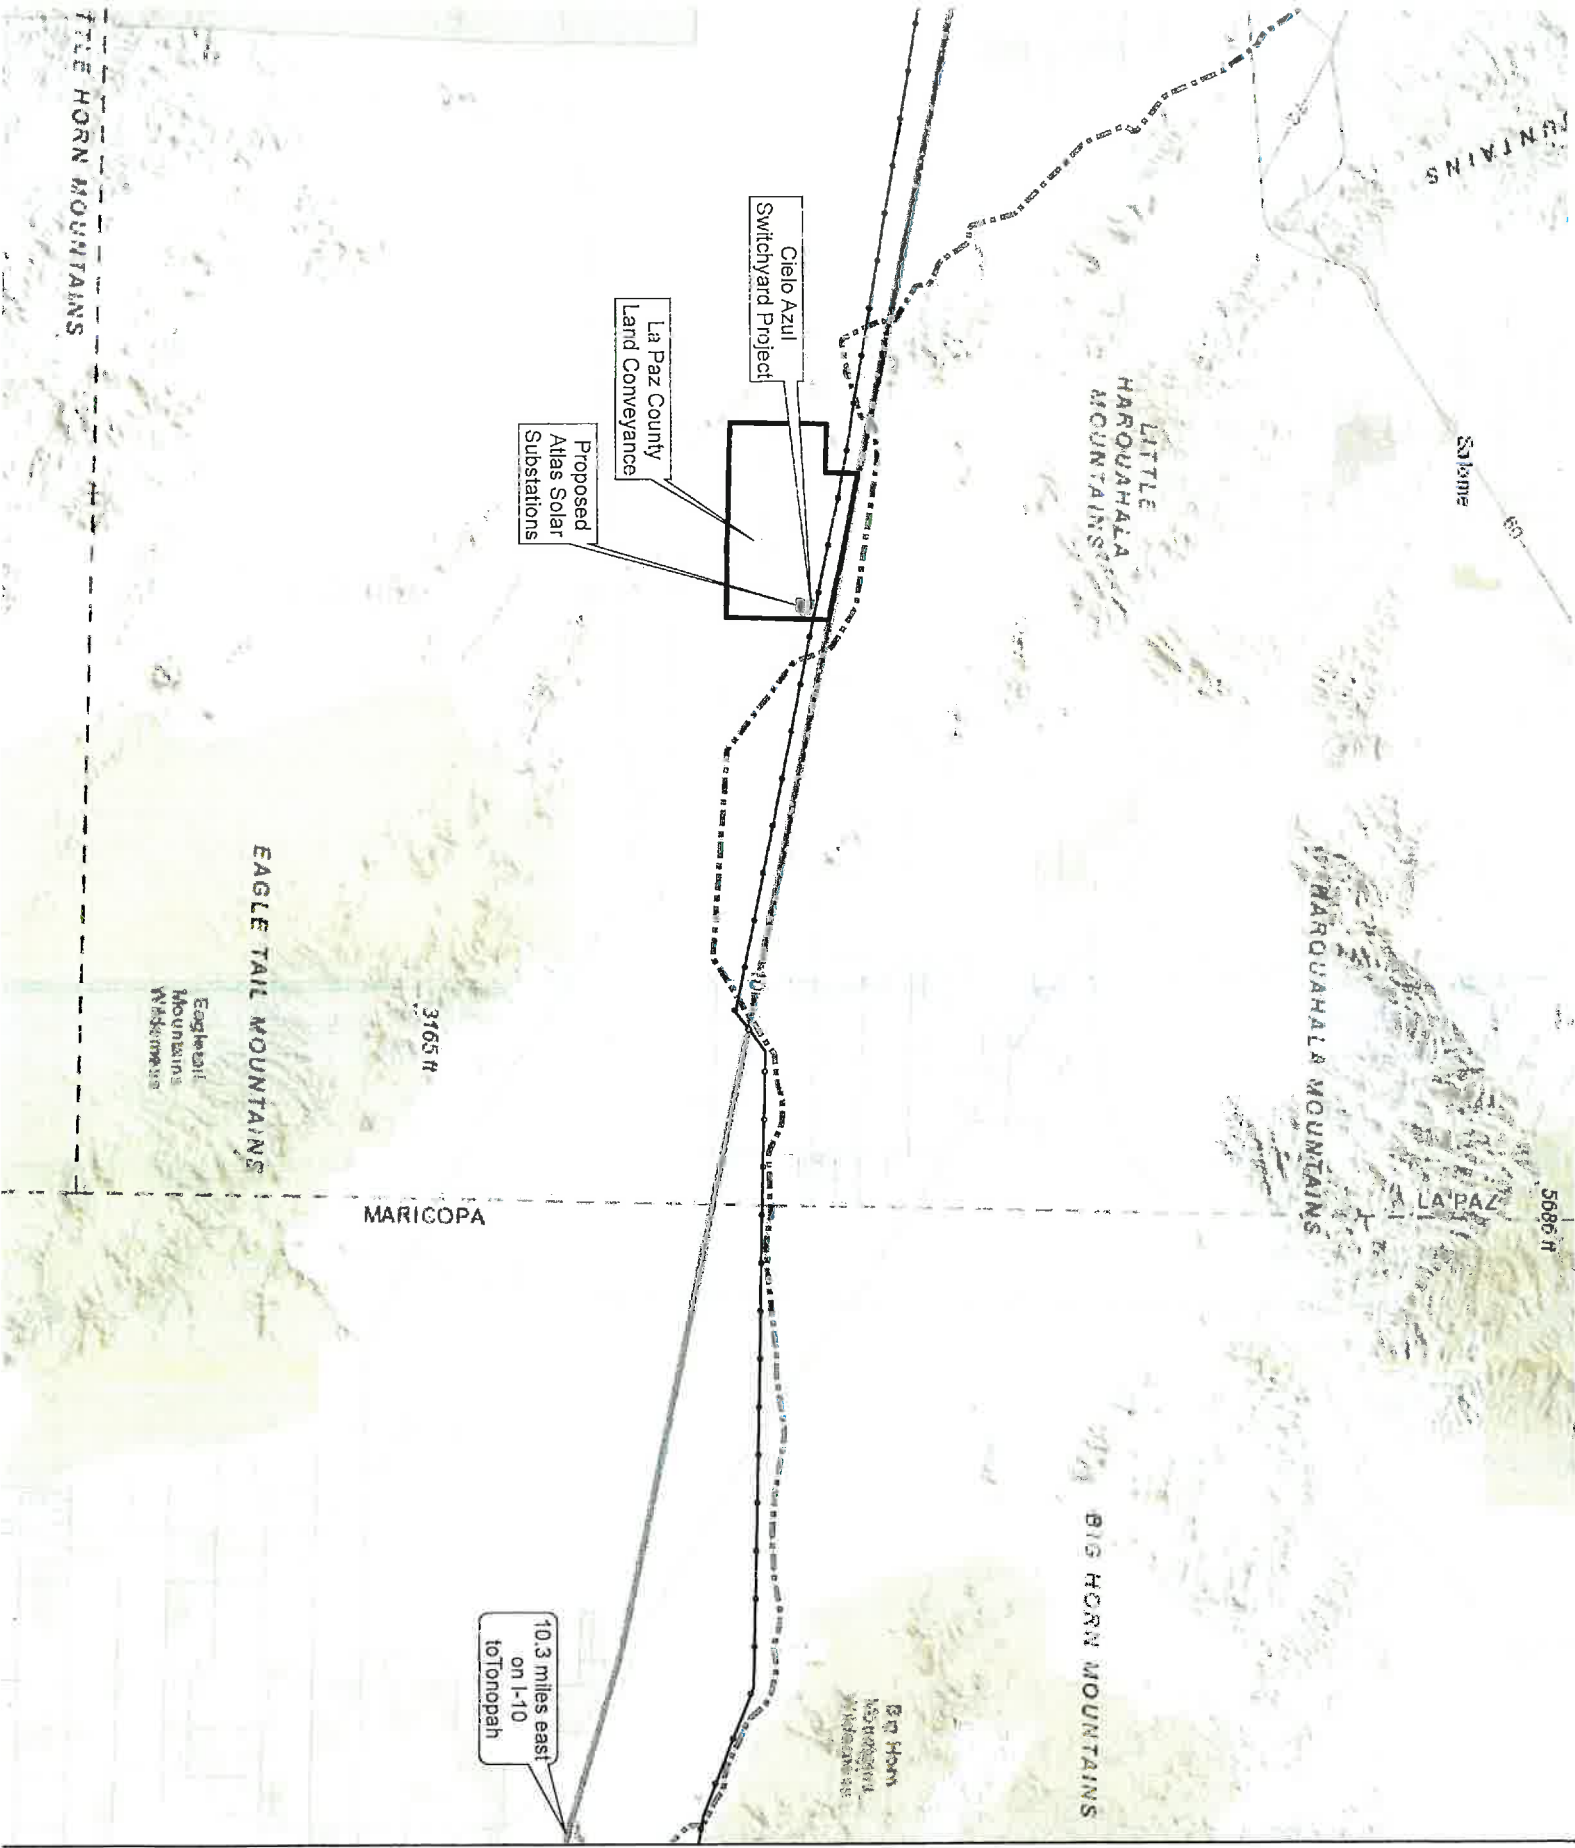 UNTAINS
Salome
60
LITTLE
HARQUAHALA
MOUNTAINS
HARQUAHALA MOUNTAINS
5686 ft
LA PAZ
MARICOPA
BIG HORN MOUNTAINS
Big Horn
Mountains
Wilderness
Cielo Azul
Switchyard Project
La Paz County
Land Conveyance
Proposed
Atlas Solar
Substations
10
3165 ft
EAGLE TAIL MOUNTAINS
Eagletail
Mountains
Wilderness
TTLE HORN MOUNTAINS
10.3 miles east
on I-10
toTonopah